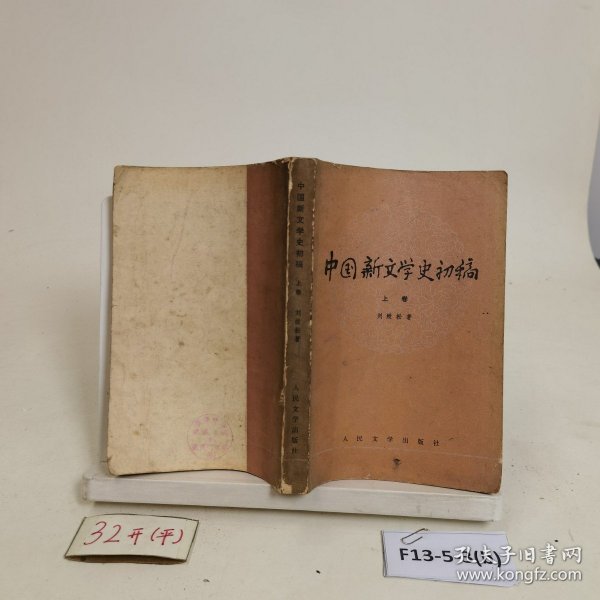 中国新文学史初稿
上卷
刘绶松著
人民文学出版社
中国新文学史初稿
上卷
刘绶松著
人民文学出版社
32开(平)
孔夫子旧书网
www.kongfz.com